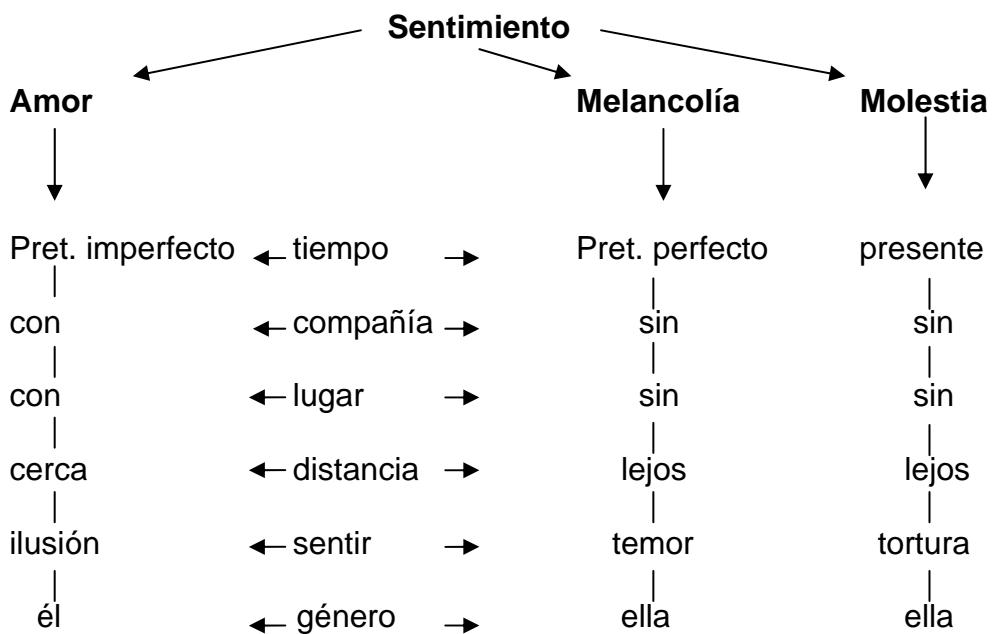 Sentimiento
Amor Melancolía Molestia
Pret. imperfecto tiempo Pret. perfecto presente
con compañía sin sin
con lugar sin sin
cerca distancia lejos lejos
ilusión sentir temor tortura
él género ella ella